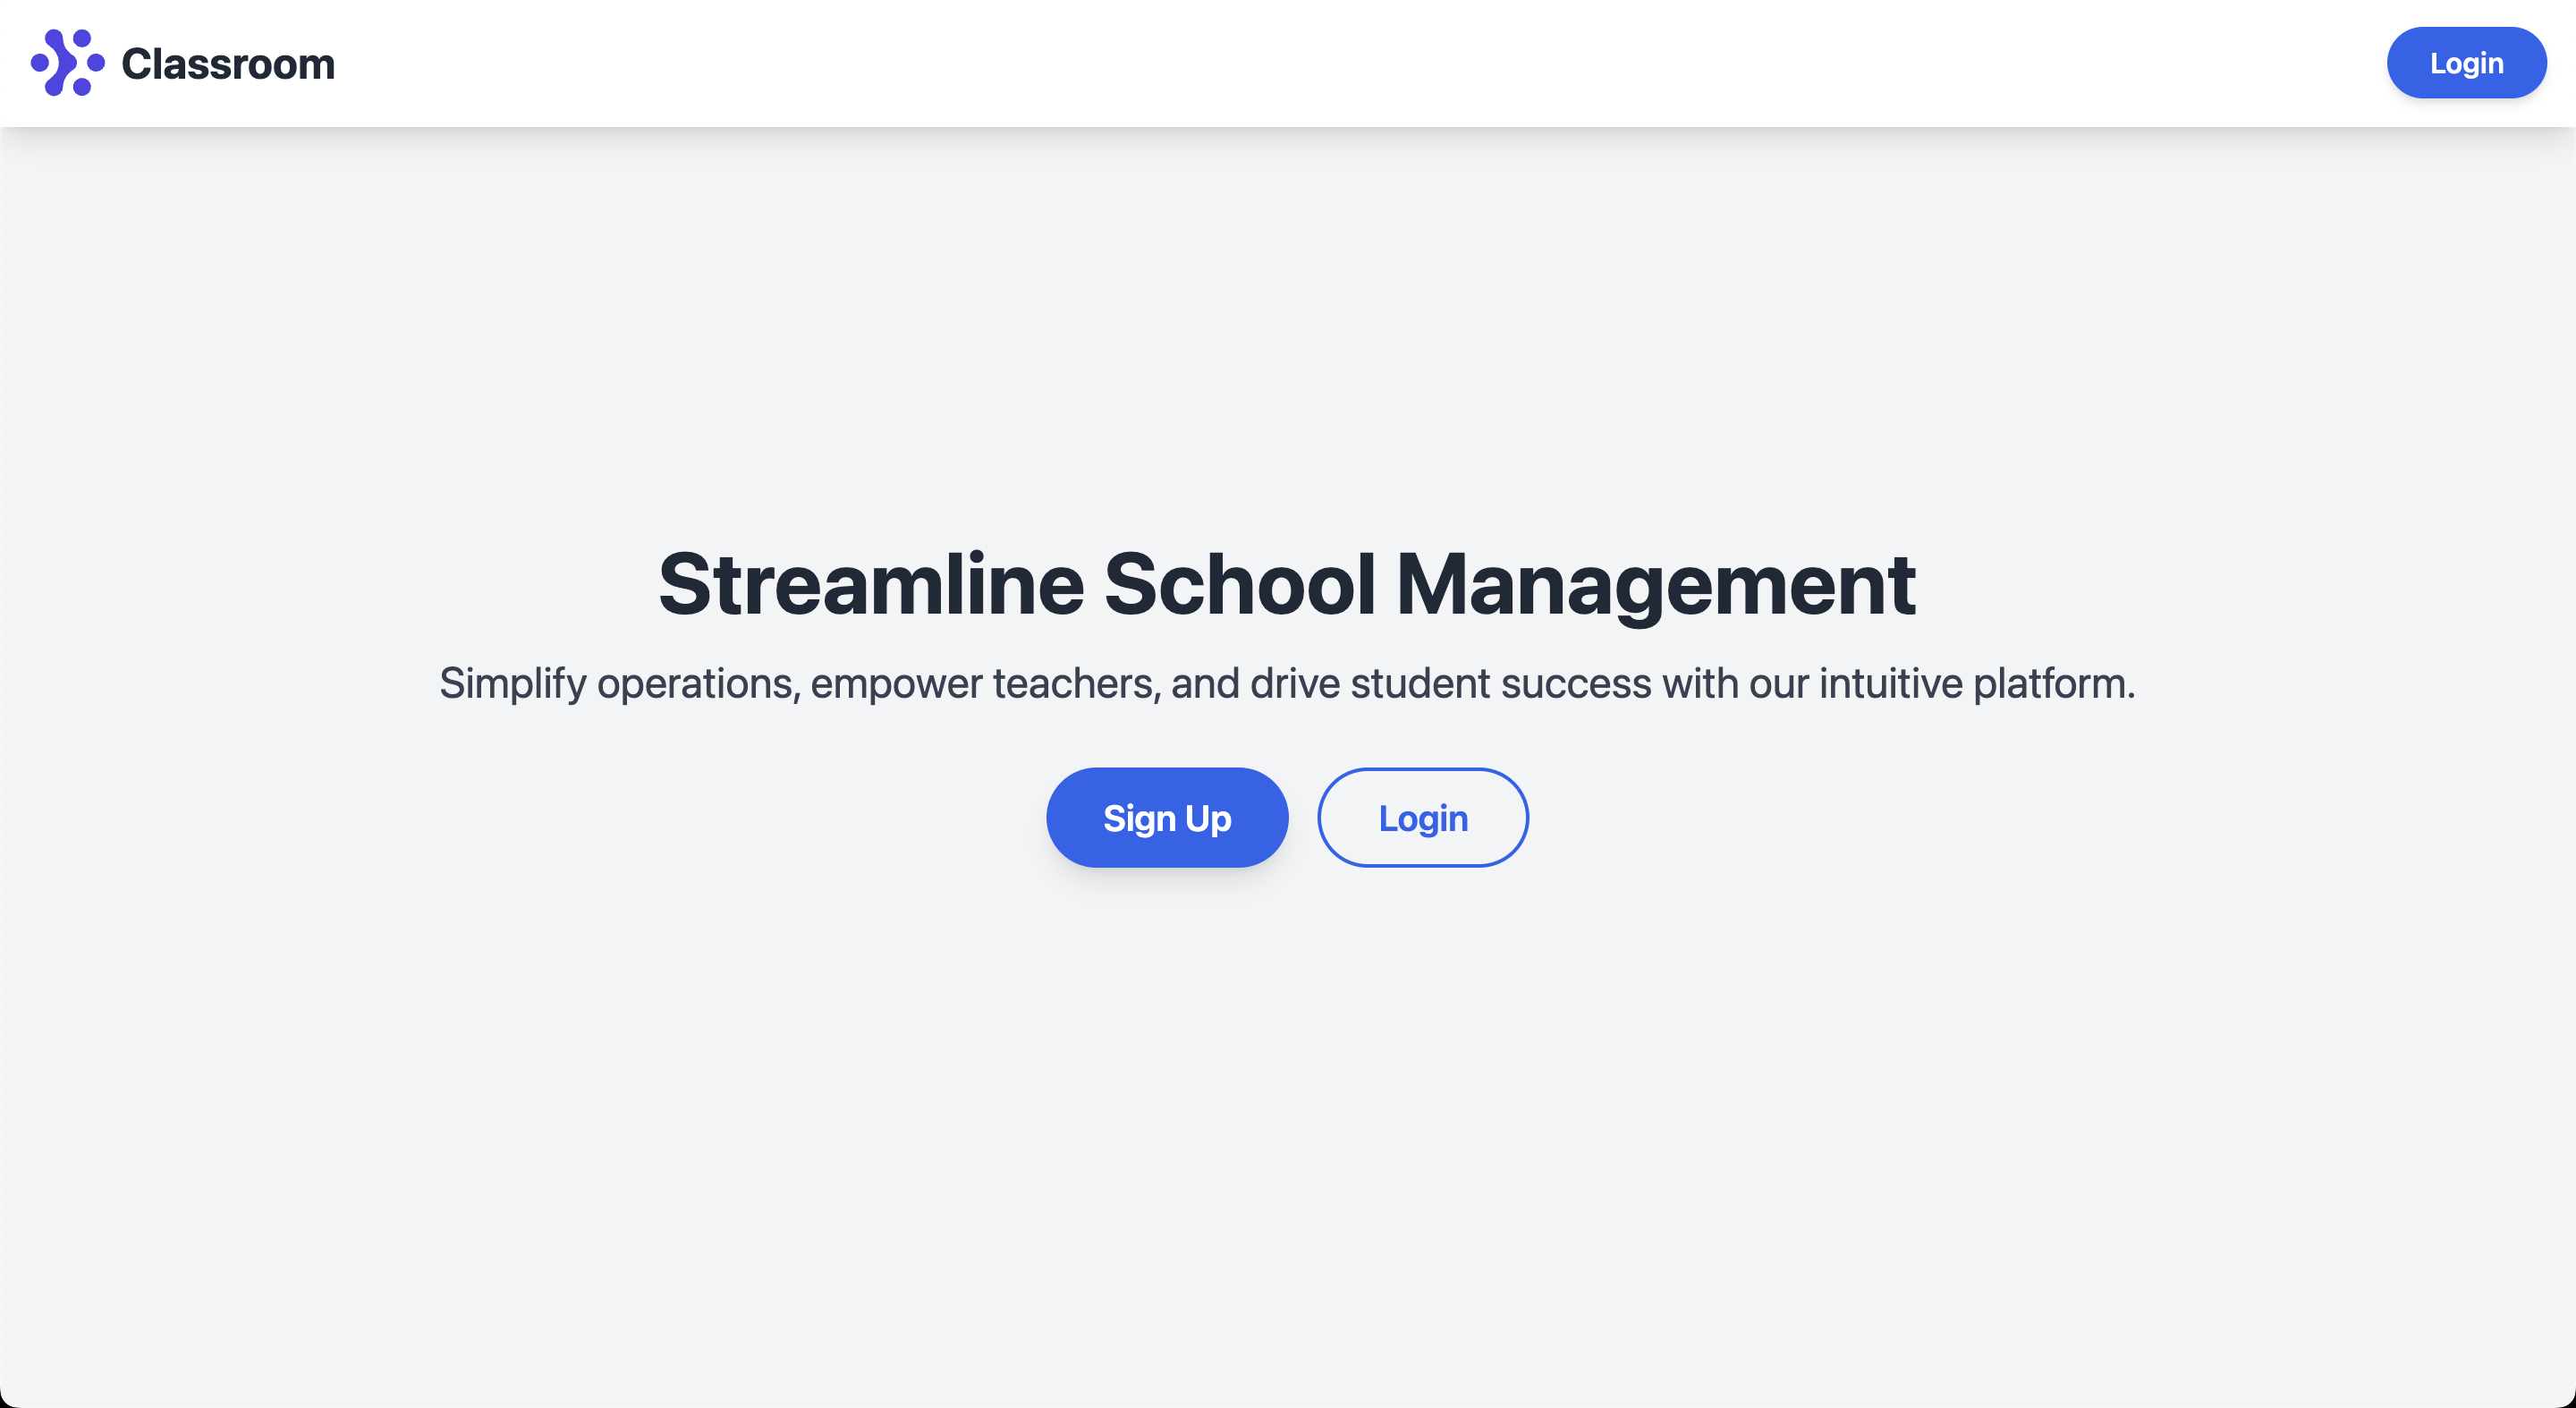 Classroom
Login
Streamline School Management
Simplify operations, empower teachers, and drive student success with our intuitive platform.
Sign Up
Login